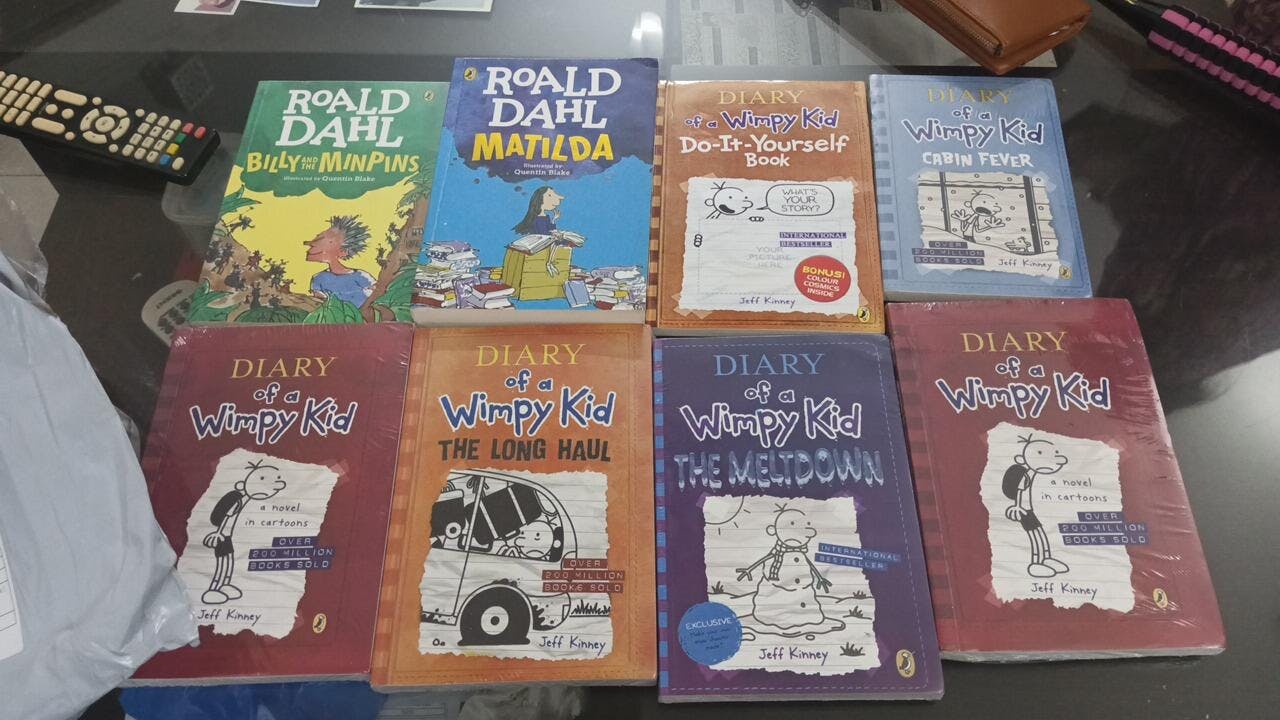 ROALD
DAHL
BILLY AND THE MINPINS
illustrated by Quentin Blake
ROALD
DAHL
MATILDA
Illustrated by
Quentin Blake
DIARY
of a Wimpy Kid
Do-It-Yourself
Book
WHAT'S
YOUR
STORY?
INTERNATIONAL
BESTSELLER
YOUR
PICTURE
HERE
BONUS!
COLOUR
COSMICS
INSIDE
Jeff Kinney
DIARY
of a
Wimpy Kid
CABIN FEVER
OVER
200 MILLION
BOOKS SOLD
Jeff Kinney
DIARY
of a
Wimpy Kid
a novel
in cartoons
OVER
200 MILLION
BOOKS SOLD
Jeff Kinney
DIARY
of a
Wimpy Kid
THE LONG HAUL
OVER
200 MILLION
BOOKS SOLD
Jeff Kinney
DIARY
of a
Wimpy Kid
THE MELTDOWN
INTERNATIONAL
BESTSELLER
EXCLUSIVE
Jeff Kinney
DIARY
of a
Wimpy Kid
a novel
in cartoons
OVER
200 MILLION
BOOKS SOLD
Jeff Kinney